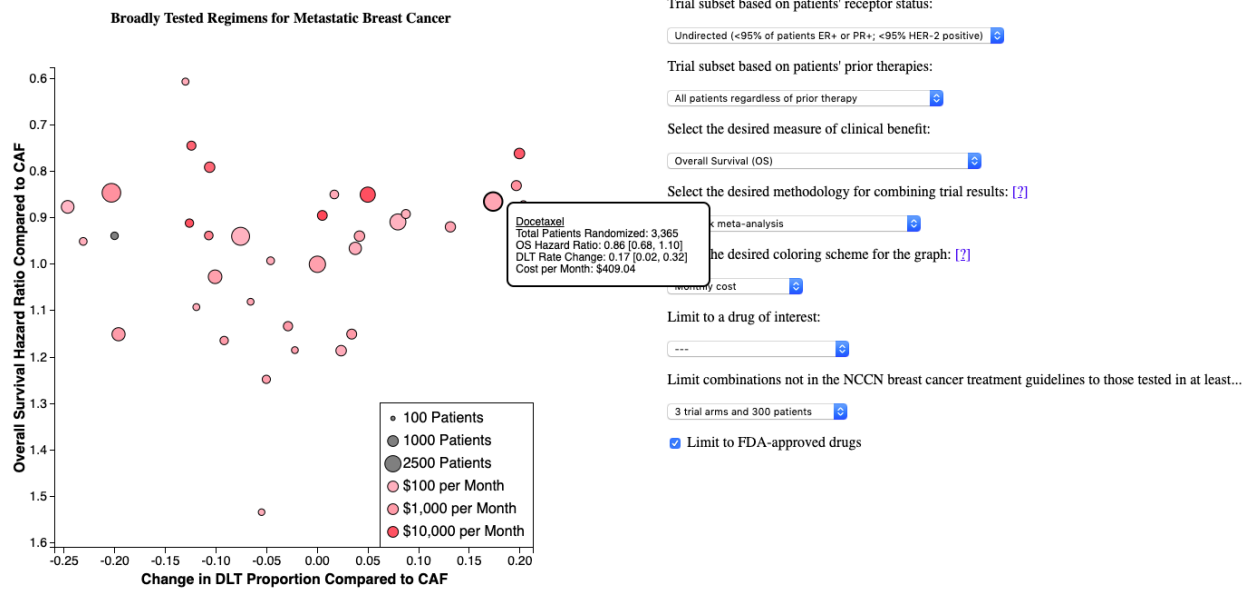 Broadly Tested Regimens for Metastatic Breast Cancer
Overall Survival Hazard Ratio Compared to CAF
0.6
0.7
0.8
0.9
1.0
1.1
1.2
1.3
1.4
1.5
1.6
-0.25 -0.20 -0.15 -0.10 -0.05 0.00 0.05 0.10 0.15 0.20
Change in DLT Proportion Compared to CAF
100 Patients
1000 Patients
2500 Patients
$100 per Month
$1,000 per Month
$10,000 per Month
Docetaxel
Total Patients Randomized: 3,365
OS Hazard Ratio: 0.86 [0.68, 1.10]
DLT Rate Change: 0.17 [0.02, 0.32]
Cost per Month: $409.04
Trial subset based on patients' receptor status:
Undirected (<95% of patients ER+ or PR+; <95% HER-2 positive)
Trial subset based on patients' prior therapies:
All patients regardless of prior therapy
Select the desired measure of clinical benefit:
Overall Survival (OS)
Select the desired methodology for combining trial results: [?]
meta-analysis
he desired coloring scheme for the graph: [?]
Monthly cost
Limit to a drug of interest:
---
Limit combinations not in the NCCN breast cancer treatment guidelines to those tested in at least...
3 trial arms and 300 patients
Limit to FDA-approved drugs